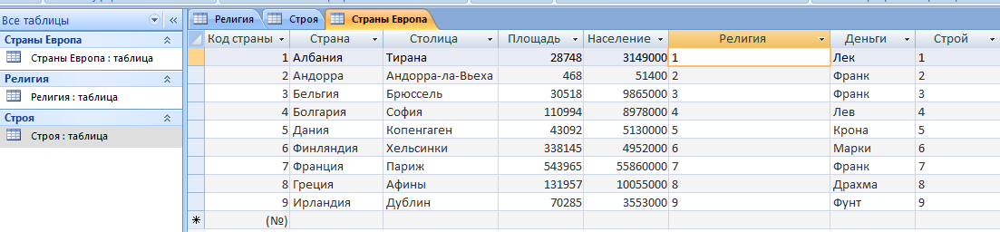 Религия Строя Страны Европа
Все таблицы
Страны Европа
Страны Европа : таблица
Религия
Религия : таблица
Строя
Строя : таблица
Код страны Страна Столица Площадь Население Религия Деньги Строй
1 Албания Тирана 28748 3149000 1 Лек 1
2 Андорра Андорра-ла-Вьеха 468 51400 2 Франк 2
3 Бельгия Брюссель 30518 9865000 3 Франк 3
4 Болгария София 110994 8978000 4 Лев 4
5 Дания Копенгаген 43092 5130000 5 Крона 5
6 Финляндия Хельсинки 338145 4952000 6 Марки 6
7 Франция Париж 543965 55860000 7 Франк 7
8 Греция Афины 131957 10055000 8 Драхма 8
9 Ирландия Дублин 70285 3553000 9 Фунт 9
(№)